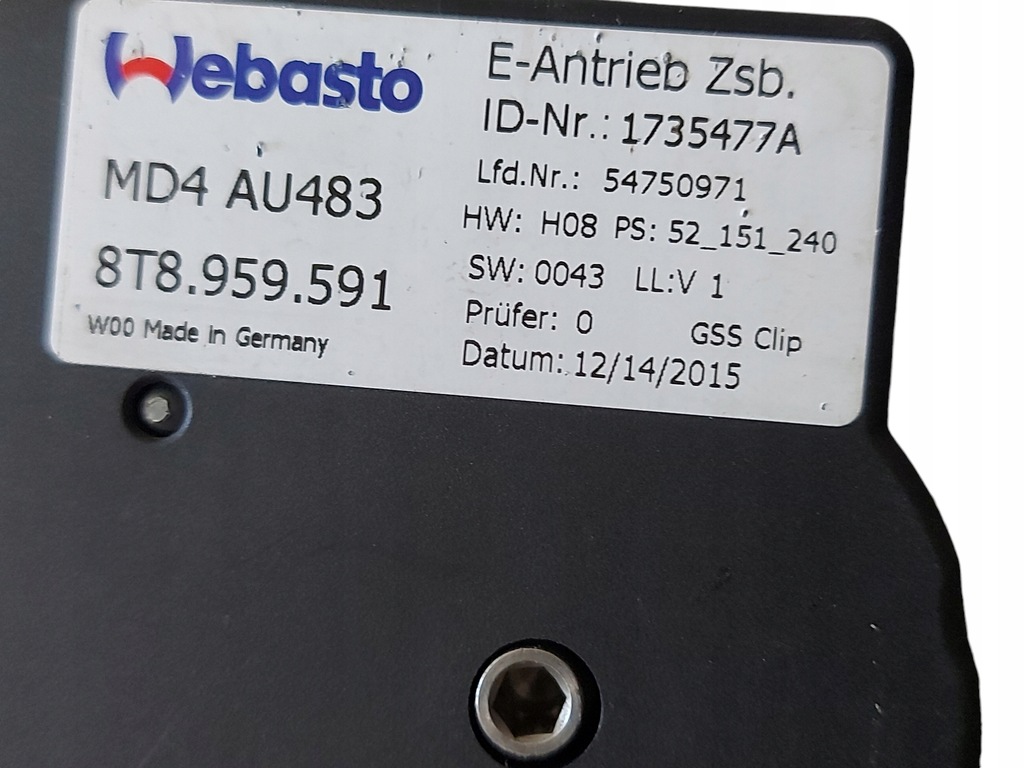 Webasto
MD4 AU483
8T8.959.591
W00 Made in Germany
E-Antrieb Zsb.
ID-Nr.: 1735477A
Lfd.Nr.: 54750971
HW: H08 PS: 52_151_240
SW: 0043 LL:V 1
Prüfer: 0 GSS Clip
Datum: 12/14/2015